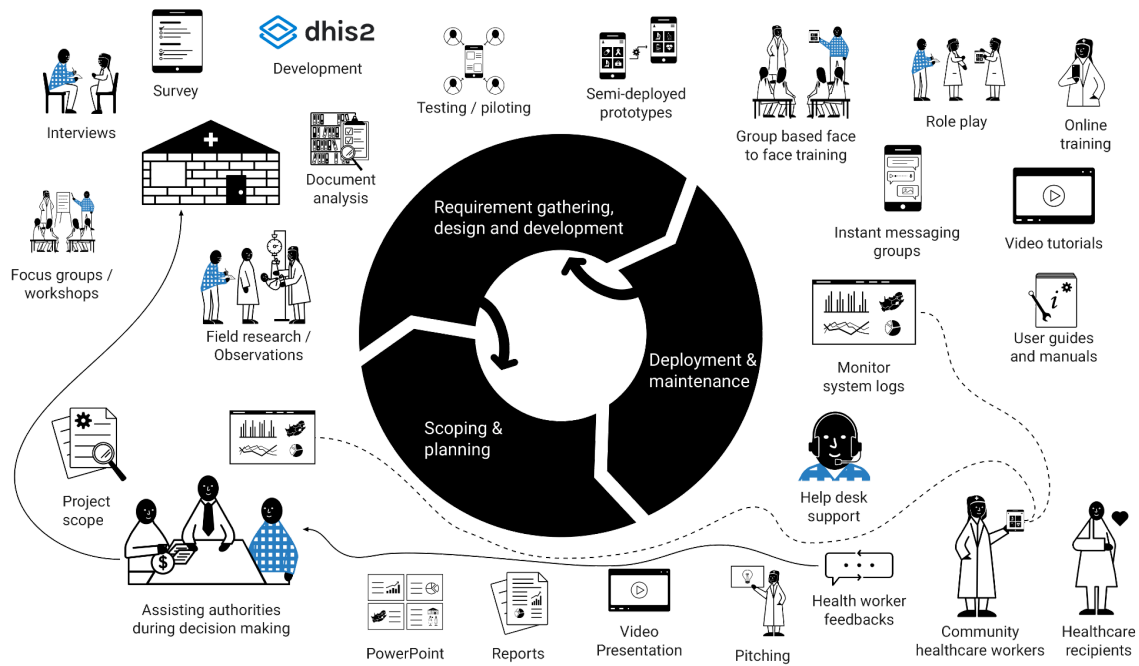 dhis2
Development
Survey
Interviews
Testing / piloting
Semi-deployed
prototypes
Group based face
to face training
Role play
Online
training
Document
analysis
Focus groups /
workshops
Field research /
Observations
Requirement gathering,
design and development
Instant messaging
groups
Video tutorials
User guides
and manuals
Monitor
system logs
Deployment &
maintenance
Scoping &
planning
Project
scope
$
Help desk
support
Assisting authorities
during decision making
PowerPoint
Reports
Video
Presentation
Pitching
Health worker
feedbacks
Community
healthcare workers
Healthcare
recipients
i